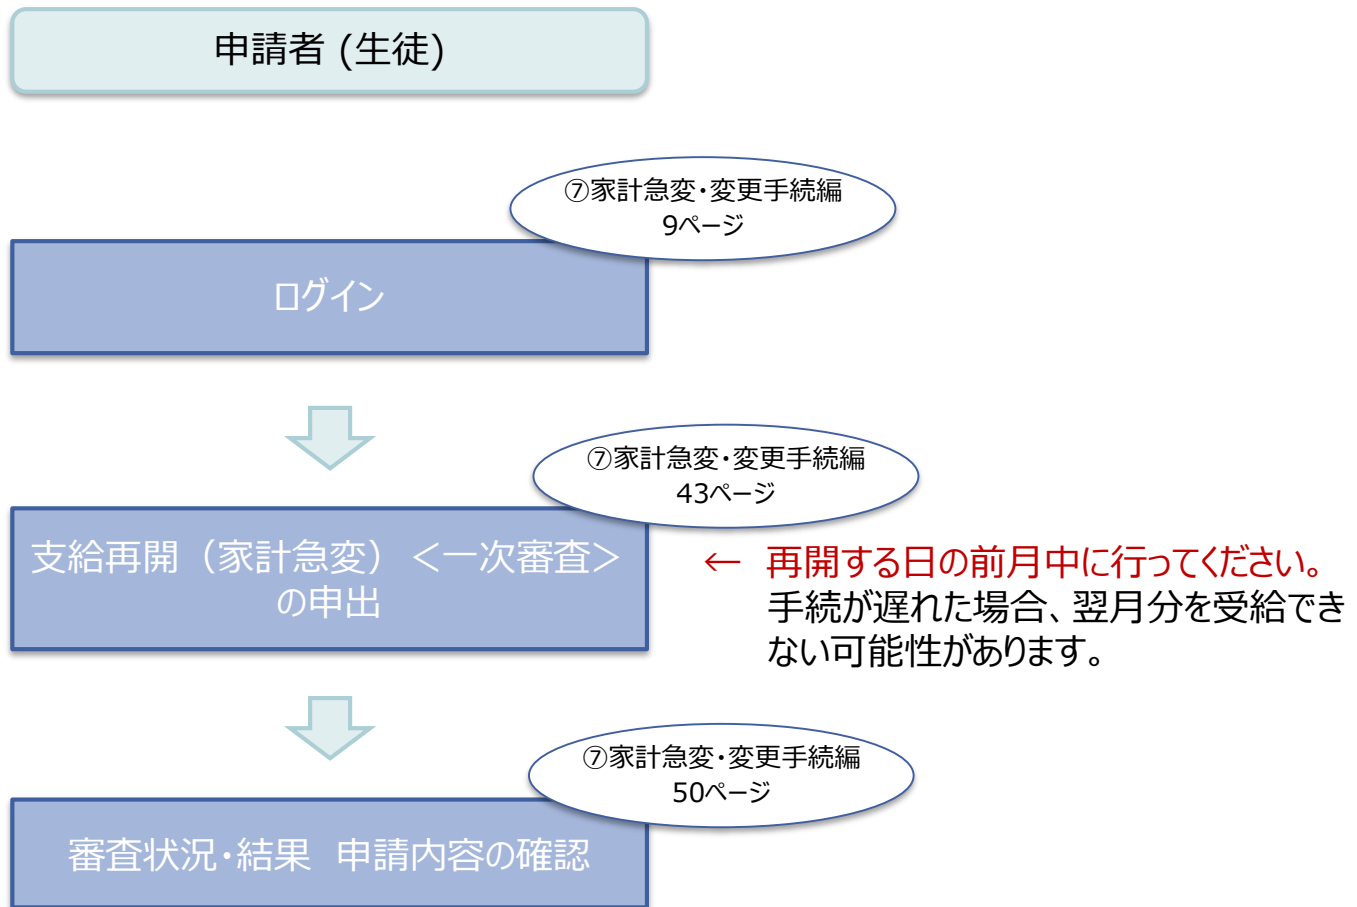 申請者 (生徒)
⑦家計急変・変更手続編
9ページ
ログイン
⑦家計急変・変更手続編
43ページ
支給再開（家計急変）＜一次審査＞
の申出
← 再開する日の前月中に行ってください。
手続が遅れた場合、翌月分を受給でき
ない可能性があります。
⑦家計急変・変更手続編
50ページ
審査状況・結果　申請内容の確認